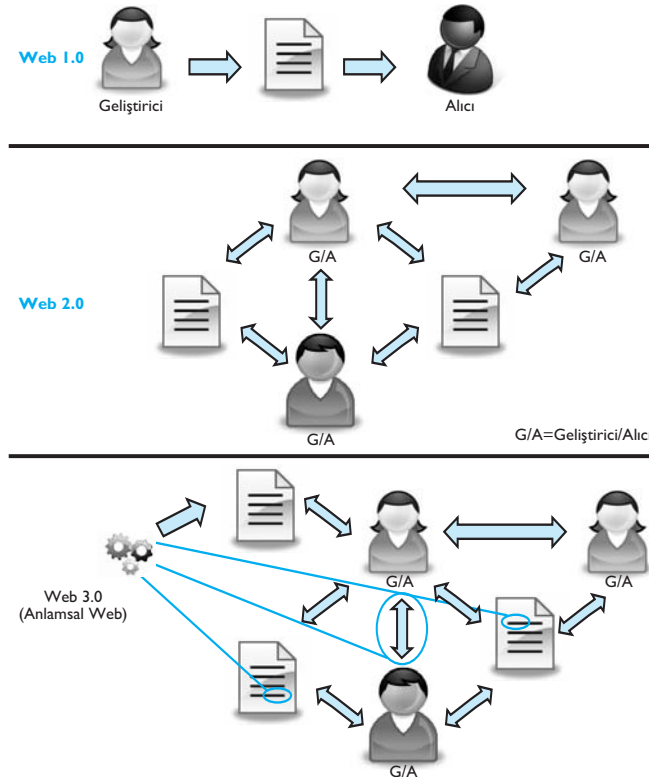 Web 1.0
Geliştirici
Alıcı
G/A
G/A
Web 2.0
G/A
G/A=Geliştirici/Alıcı
G/A
G/A
Web 3.0
(Anlamsal Web)
G/A